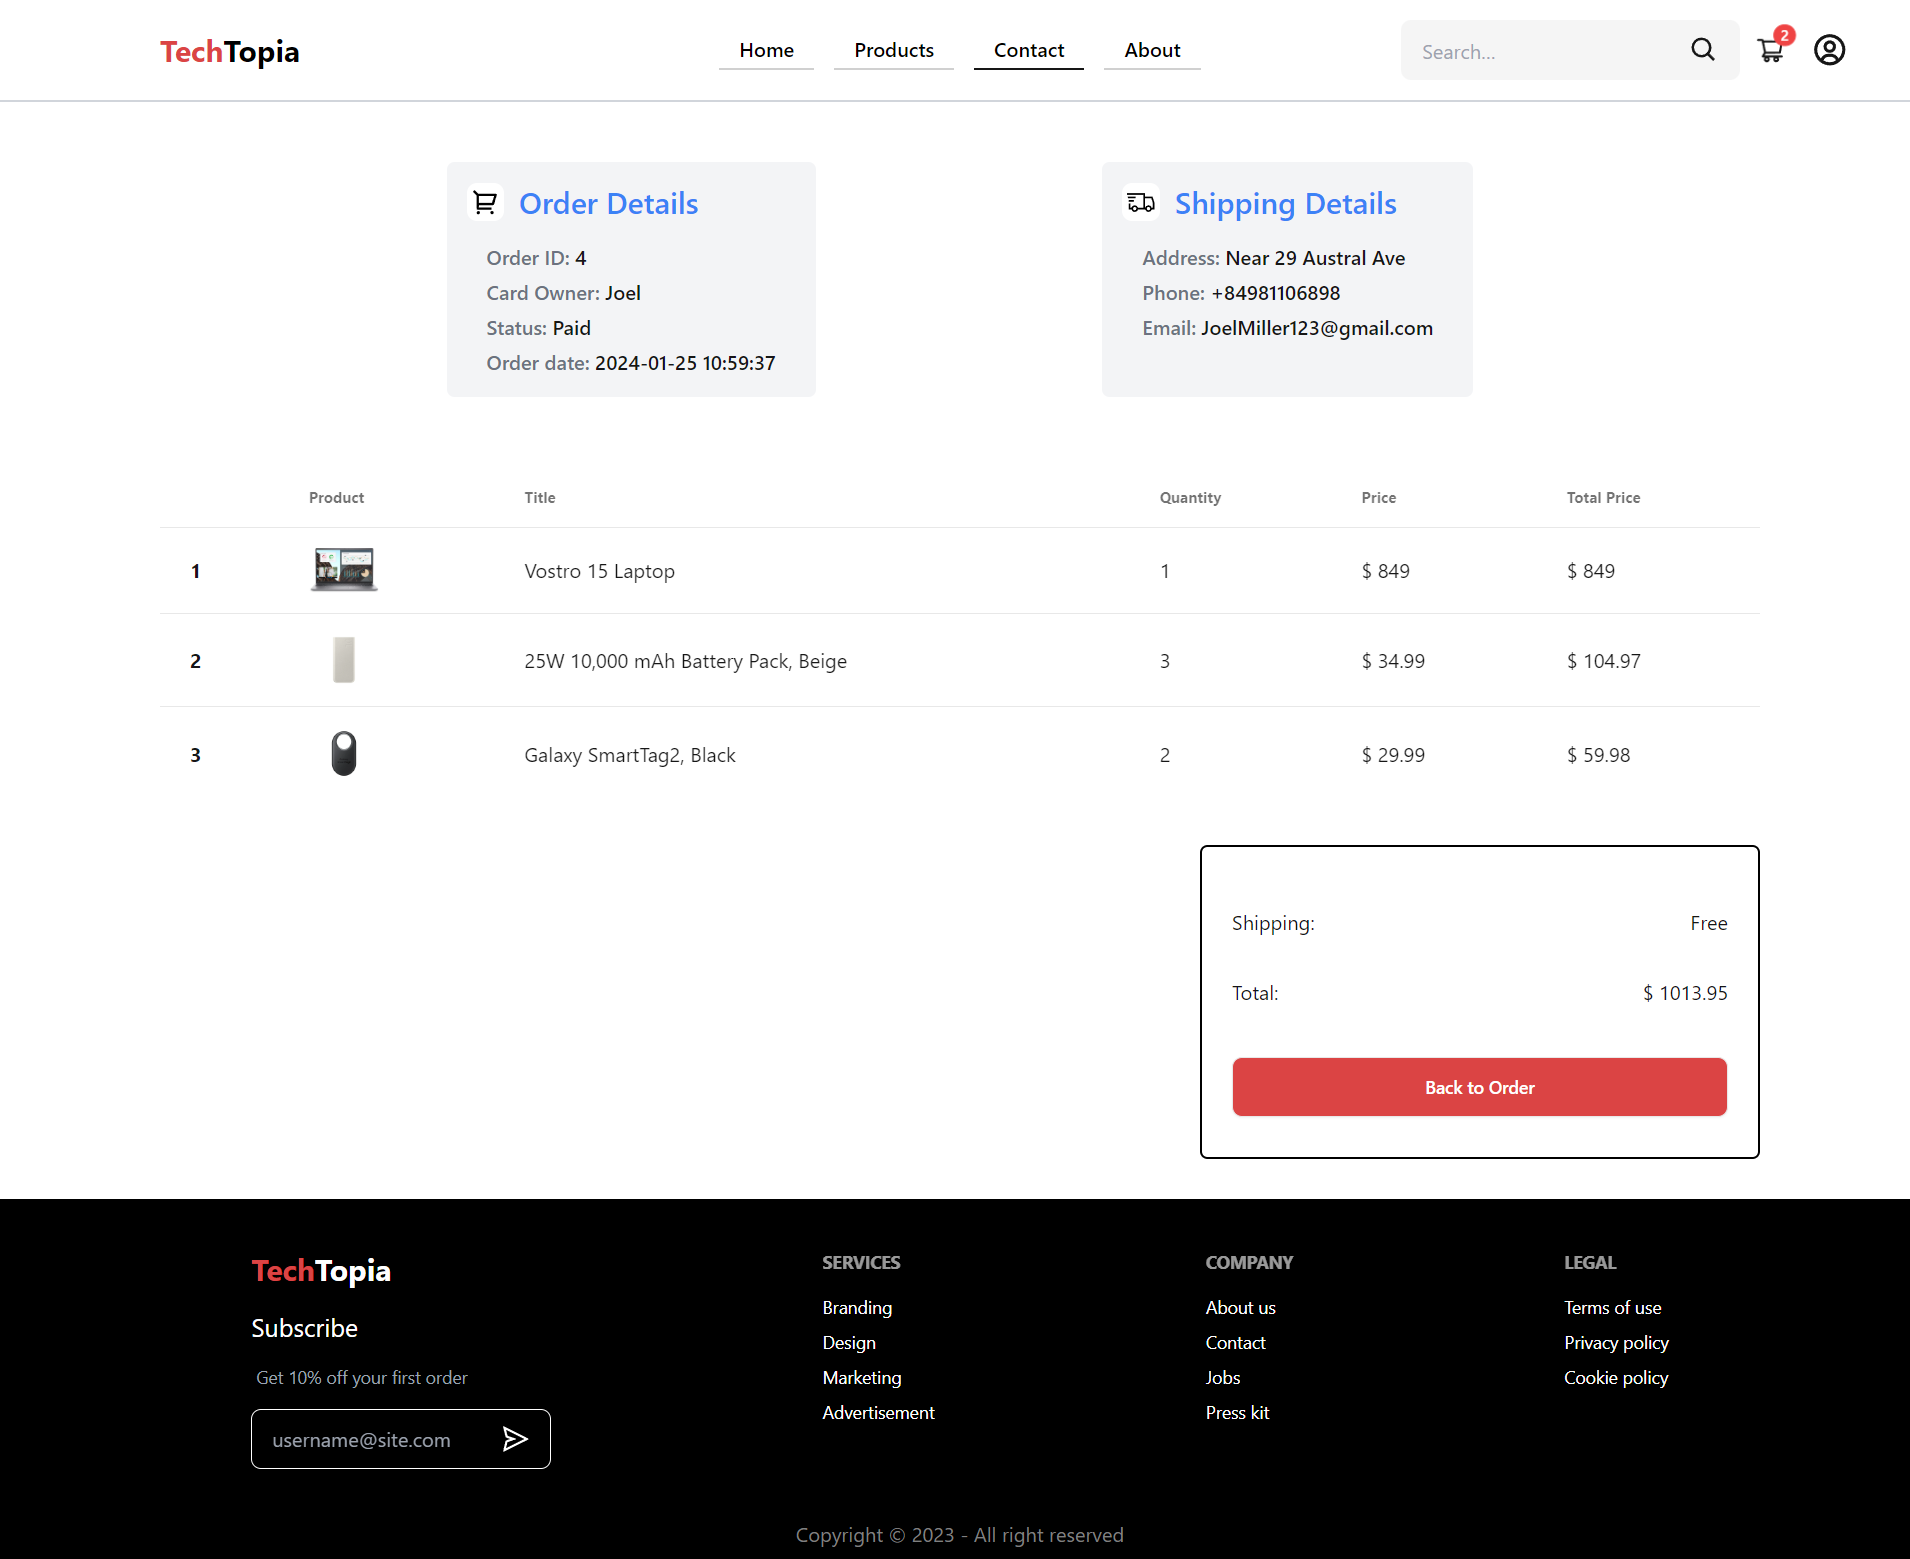 TechTopia
Home Products Contact About
Search...
2
Order Details
Order ID: 4
Card Owner: Joel
Status: Paid
Order date: 2024-01-25 10:59:37
Shipping Details
Address: Near 29 Austral Ave
Phone: +84981106898
Email: JoelMiller123@gmail.com
Product Title Quantity Price Total Price
1 Vostro 15 Laptop 1 $ 849 $ 849
2 25W 10,000 mAh Battery Pack, Beige 3 $ 34.99 $ 104.97
3 Galaxy SmartTag2, Black 2 $ 29.99 $ 59.98
Shipping: Free
Total: $ 1013.95
Back to Order
TechTopia
Subscribe
Get 10% off your first order
username@site.com
SERVICES
Branding
Design
Marketing
Advertisement
COMPANY
About us
Contact
Jobs
Press kit
LEGAL
Terms of use
Privacy policy
Cookie policy
Copyright © 2023 - All right reserved